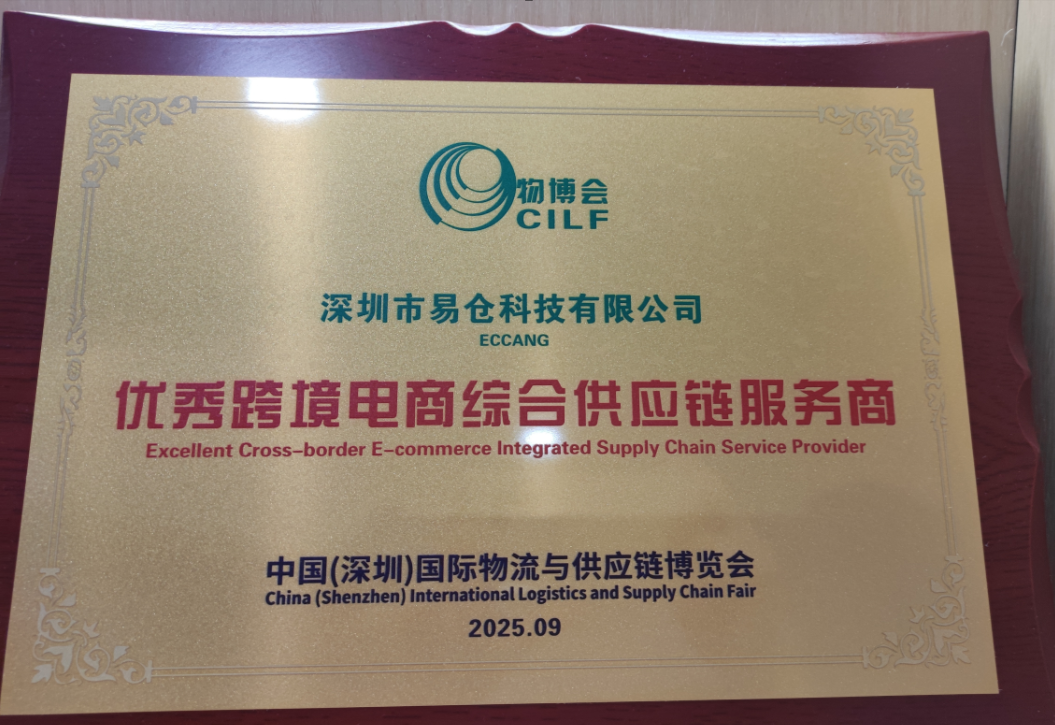 物博会
CILF
深圳市易仓科技有限公司
ECCANG
优秀跨境电商综合供应链服务商
Excellent Cross-border E-commerce Integrated Supply Chain Service Provider
中国(深圳)国际物流与供应链博览会
China (Shenzhen) International Logistics and Supply Chain Fair
2025.09